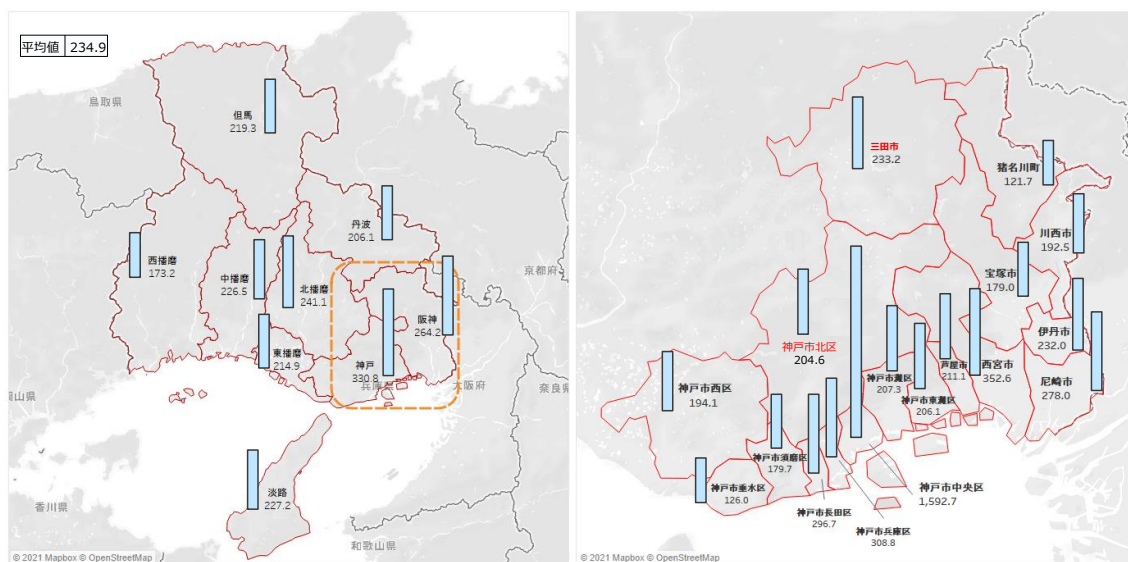 平均値 234.9
鳥取県
但馬
219.3
丹波
206.1
西播磨
173.2
中播磨
226.5
北播磨
241.1
京都府
阪神
264.2
東播磨
214.9
神戸
330.8
兵庫県
大阪府
奈良県
岡山県
淡路
227.2
香川県
和歌山県
© 2021 Mapbox © OpenStreetMap
三田市
233.2
猪名川町
121.7
川西市
192.5
宝塚市
179.0
伊丹市
232.0
神戸市北区
204.6
芦屋市
211.1
西宮市
352.6
神戸市灘区
207.3
尼崎市
278.0
神戸市西区
194.1
神戸市東灘区
206.1
神戸市須磨区
179.7
神戸市垂水区
126.0
神戸市中央区
1,592.7
神戸市長田区
296.7
神戸市兵庫区
308.8
© 2021 Mapbox © OpenStreetMap